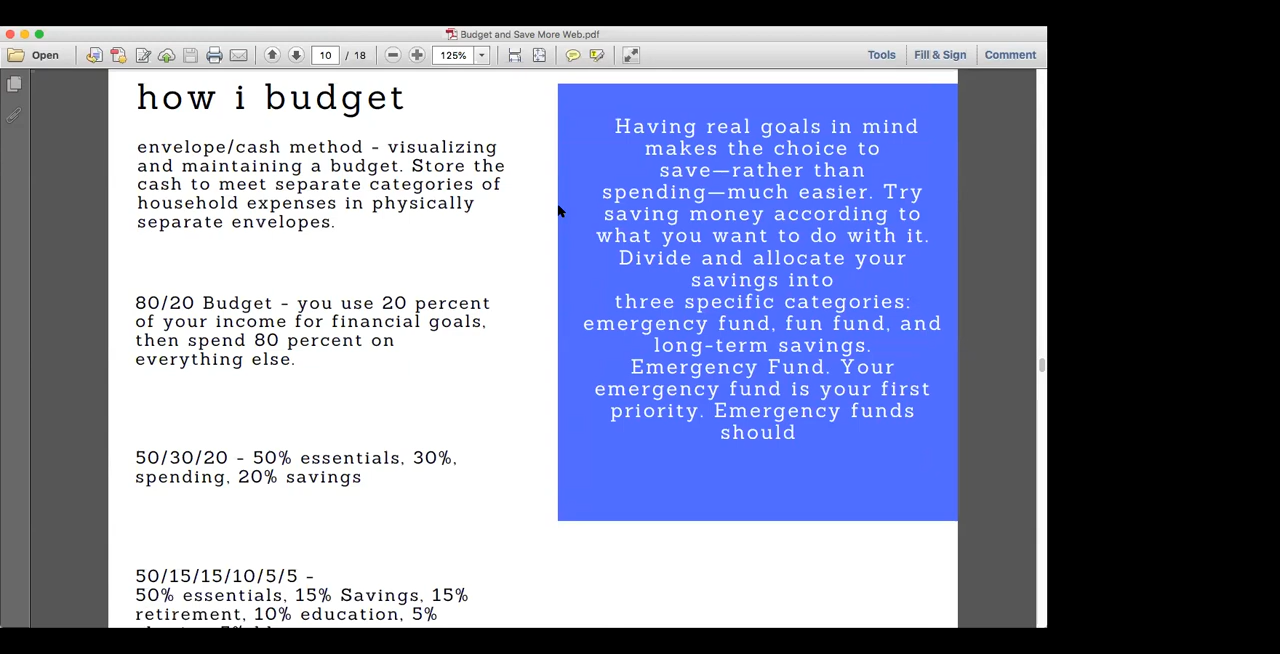 Budget and Save More Web.pdf
Open
10 / 18
125%
Tools
Fill & Sign
Comment
how i budget
envelope/cash method - visualizing
and maintaining a budget. Store the
cash to meet separate categories of
household expenses in physically
separate envelopes.
80/20 Budget - you use 20 percent
of your income for financial goals,
then spend 80 percent on
everything else.
50/30/20 - 50% essentials, 30%,
spending, 20% savings
50/15/15/10/5/5 -
50% essentials, 15% Savings, 15%
retirement, 10% education, 5%
Having real goals in mind
makes the choice to
save—rather than
spending—much easier. Try
saving money according to
what you want to do with it.
Divide and allocate your
savings into
three specific categories:
emergency fund, fun fund, and
long-term savings.
Emergency Fund. Your
emergency fund is your first
priority. Emergency funds
should